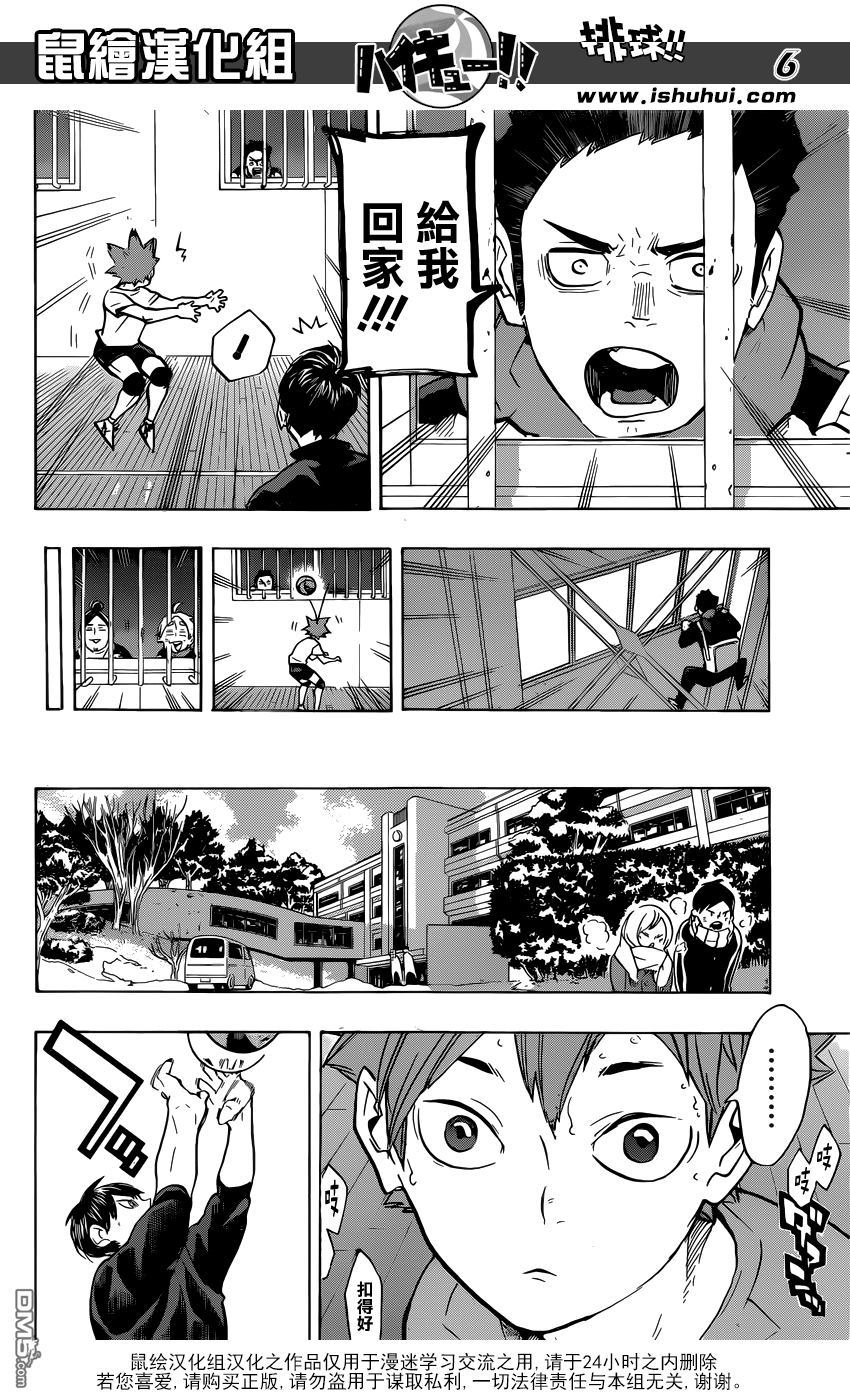 鼠繪漢化組
ハイキュー!!
排球!!
6
www.ishuhui.com
給我
回家!!!
!
………
吱
吱
吱
扣得好
DM5
鼠绘汉化组汉化之作品仅用于漫迷学习交流之用, 请于24小时之内删除
若您喜爱, 请购买正版, 请勿用于谋取私利, 一切法律责任与本组无关, 谢谢。